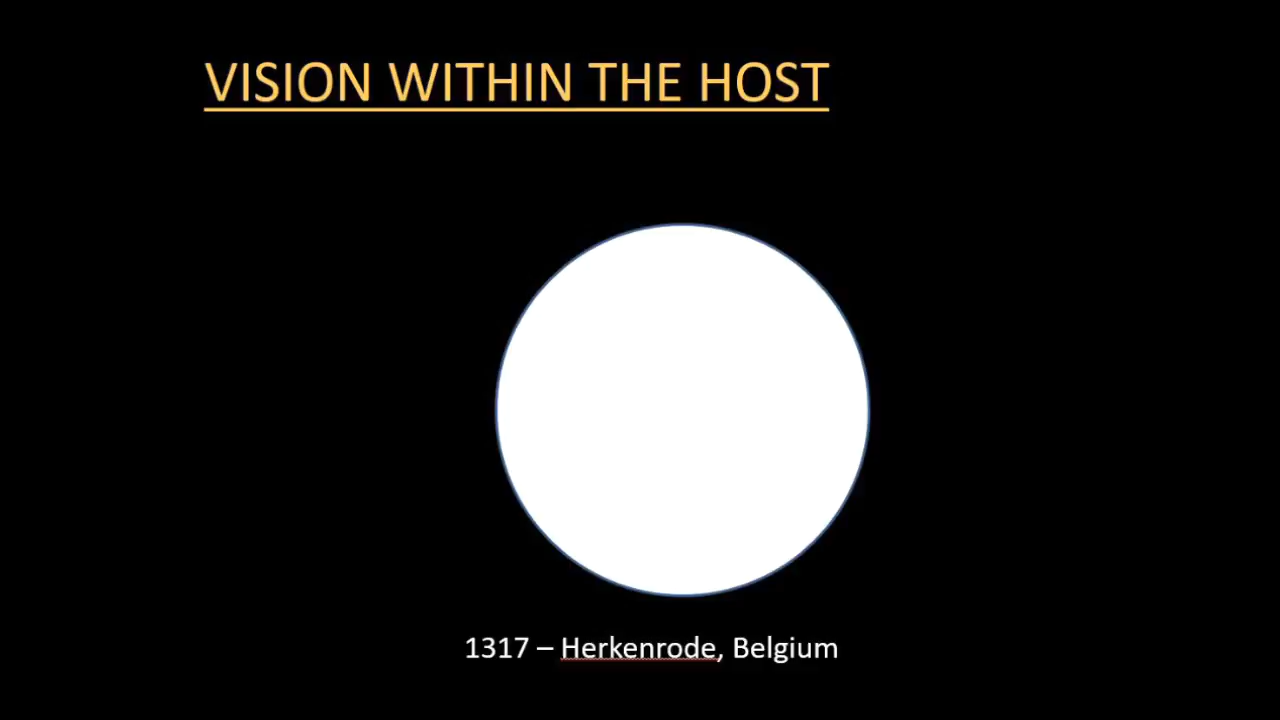 VISION WITHIN THE HOST
1317 – Herkenrode, Belgium